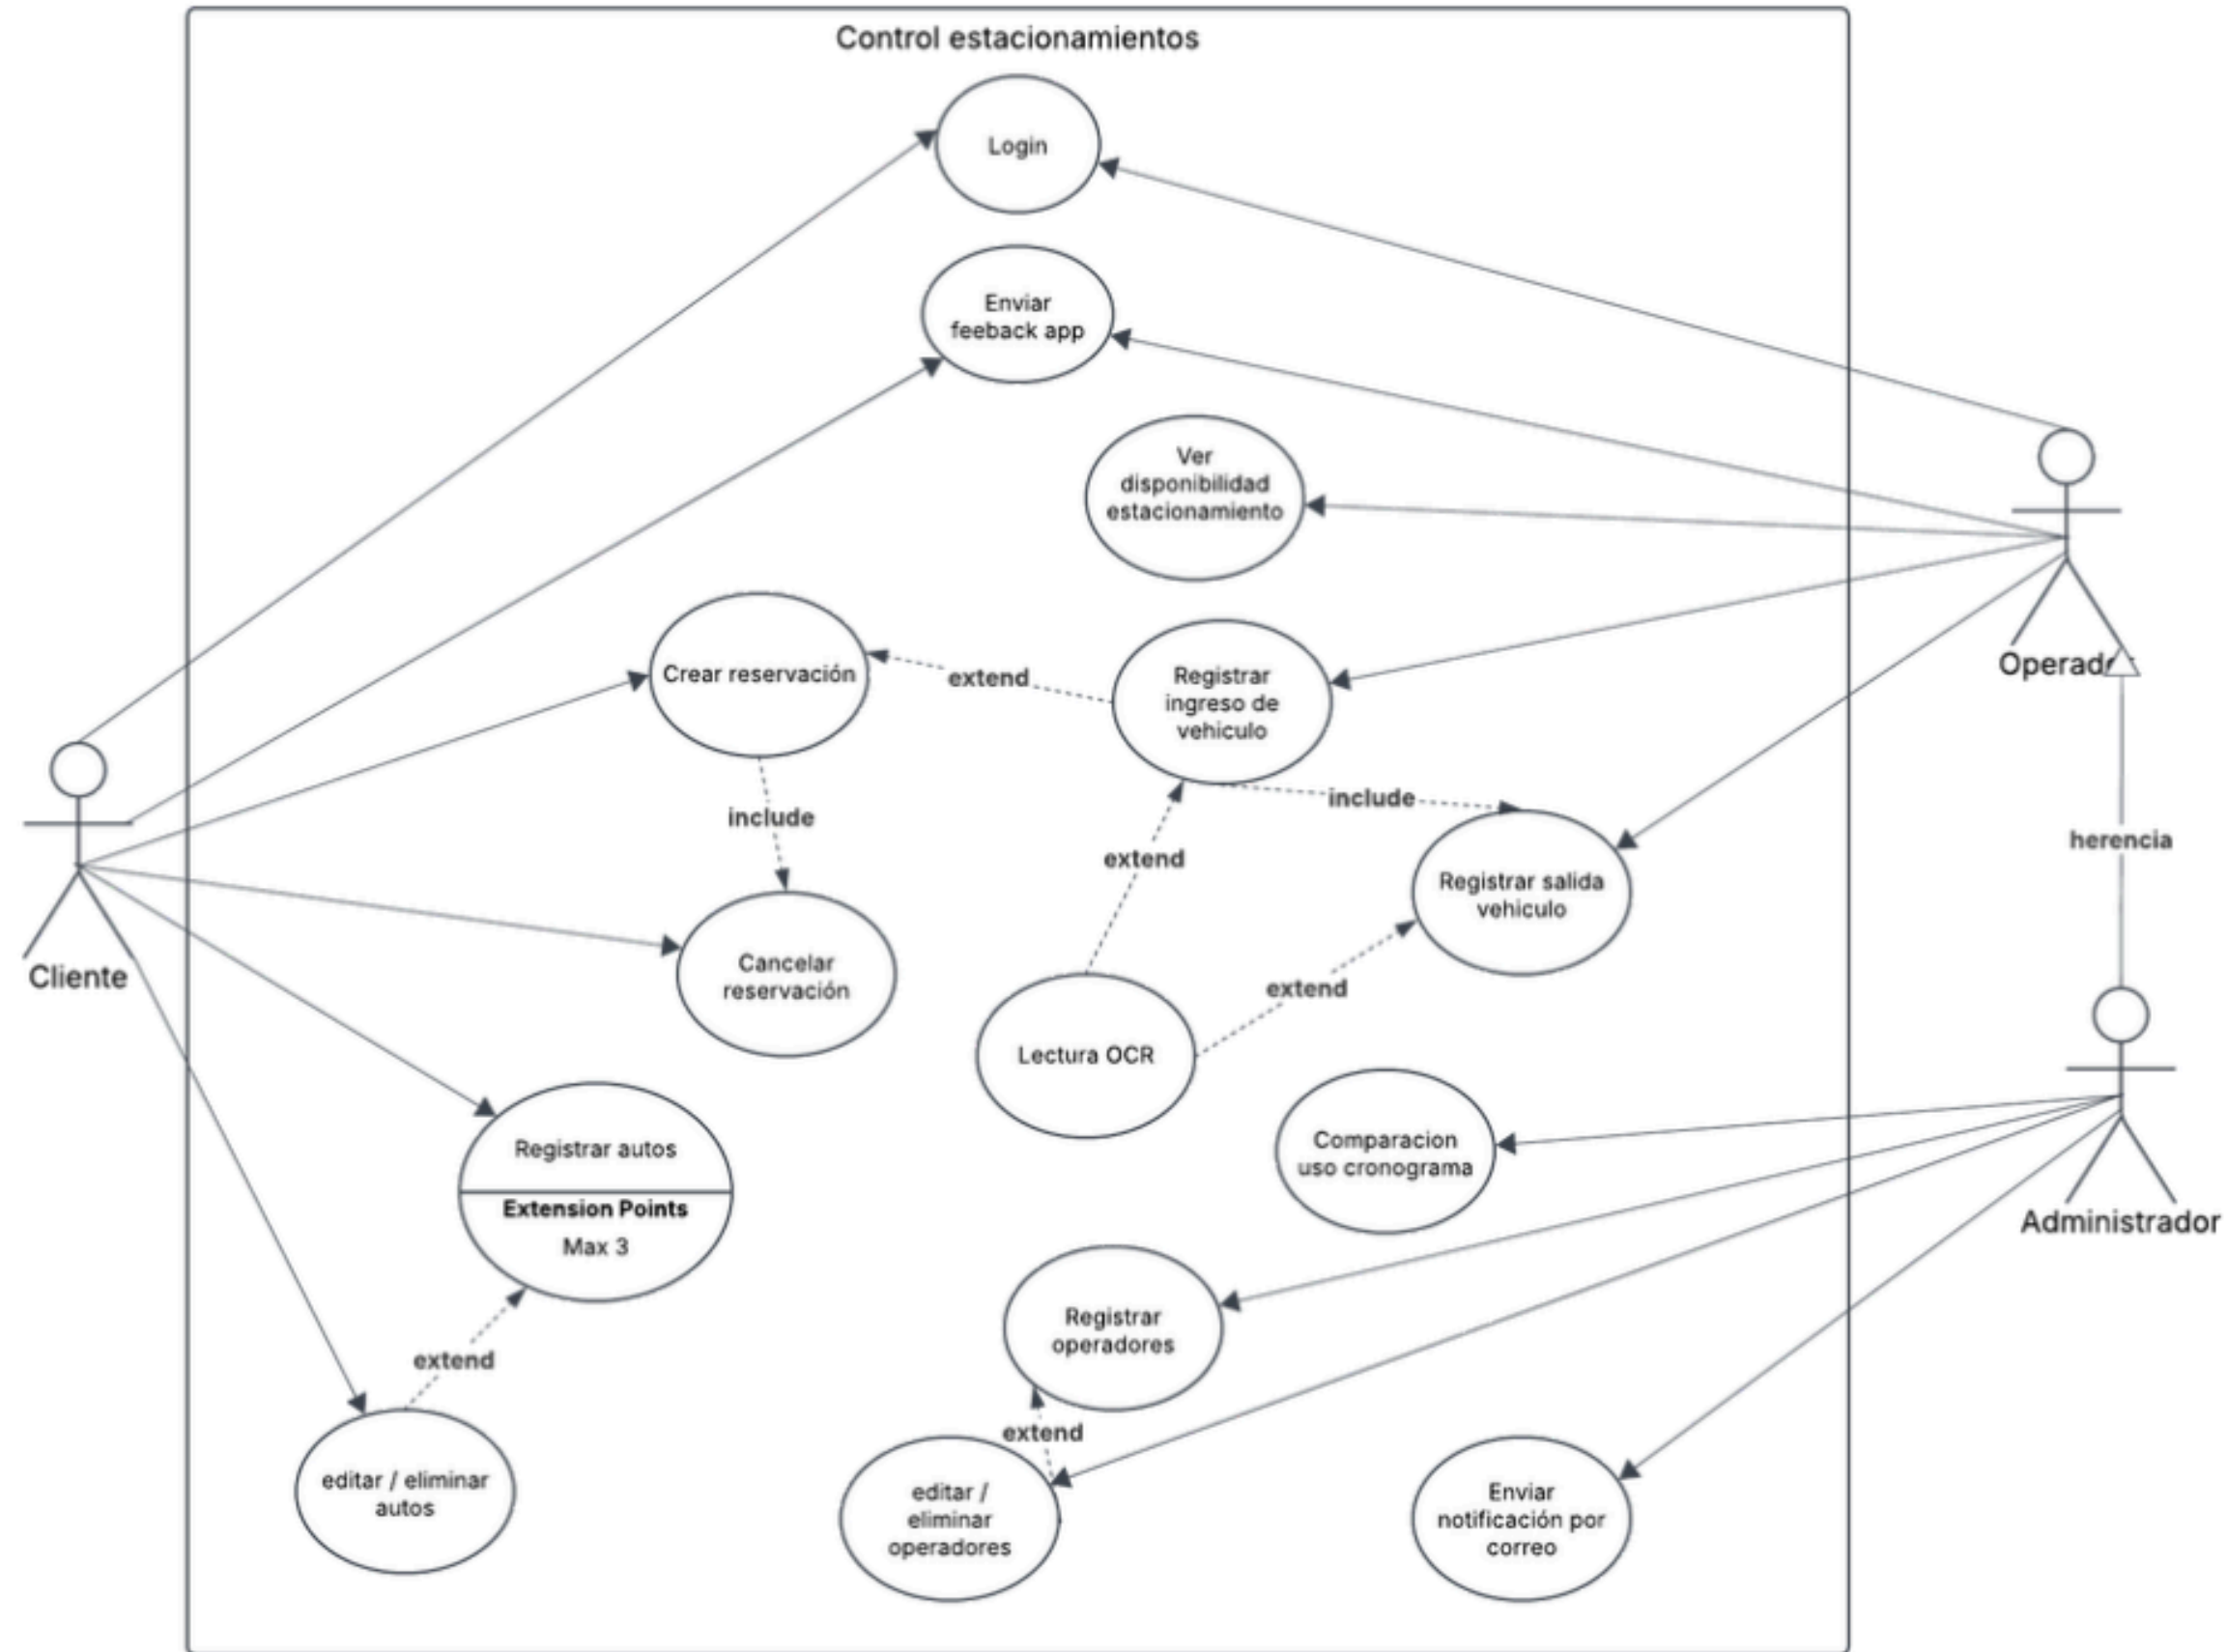 Control estacionamientos
Login
Enviar
feeback app
Ver
disponibilidad
estacionamiento
Crear reservación
extend
Registrar
ingreso de
vehiculo
include
include
extend
Registrar salida
vehiculo
herencia
Cliente
Cancelar
reservación
extend
Lectura OCR
Comparacion
uso cronograma
Administrador
Registrar autos
Extension Points
Max 3
Registrar
operadores
extend
extend
editar / eliminar
autos
editar /
eliminar
operadores
Enviar
notificación por
correo